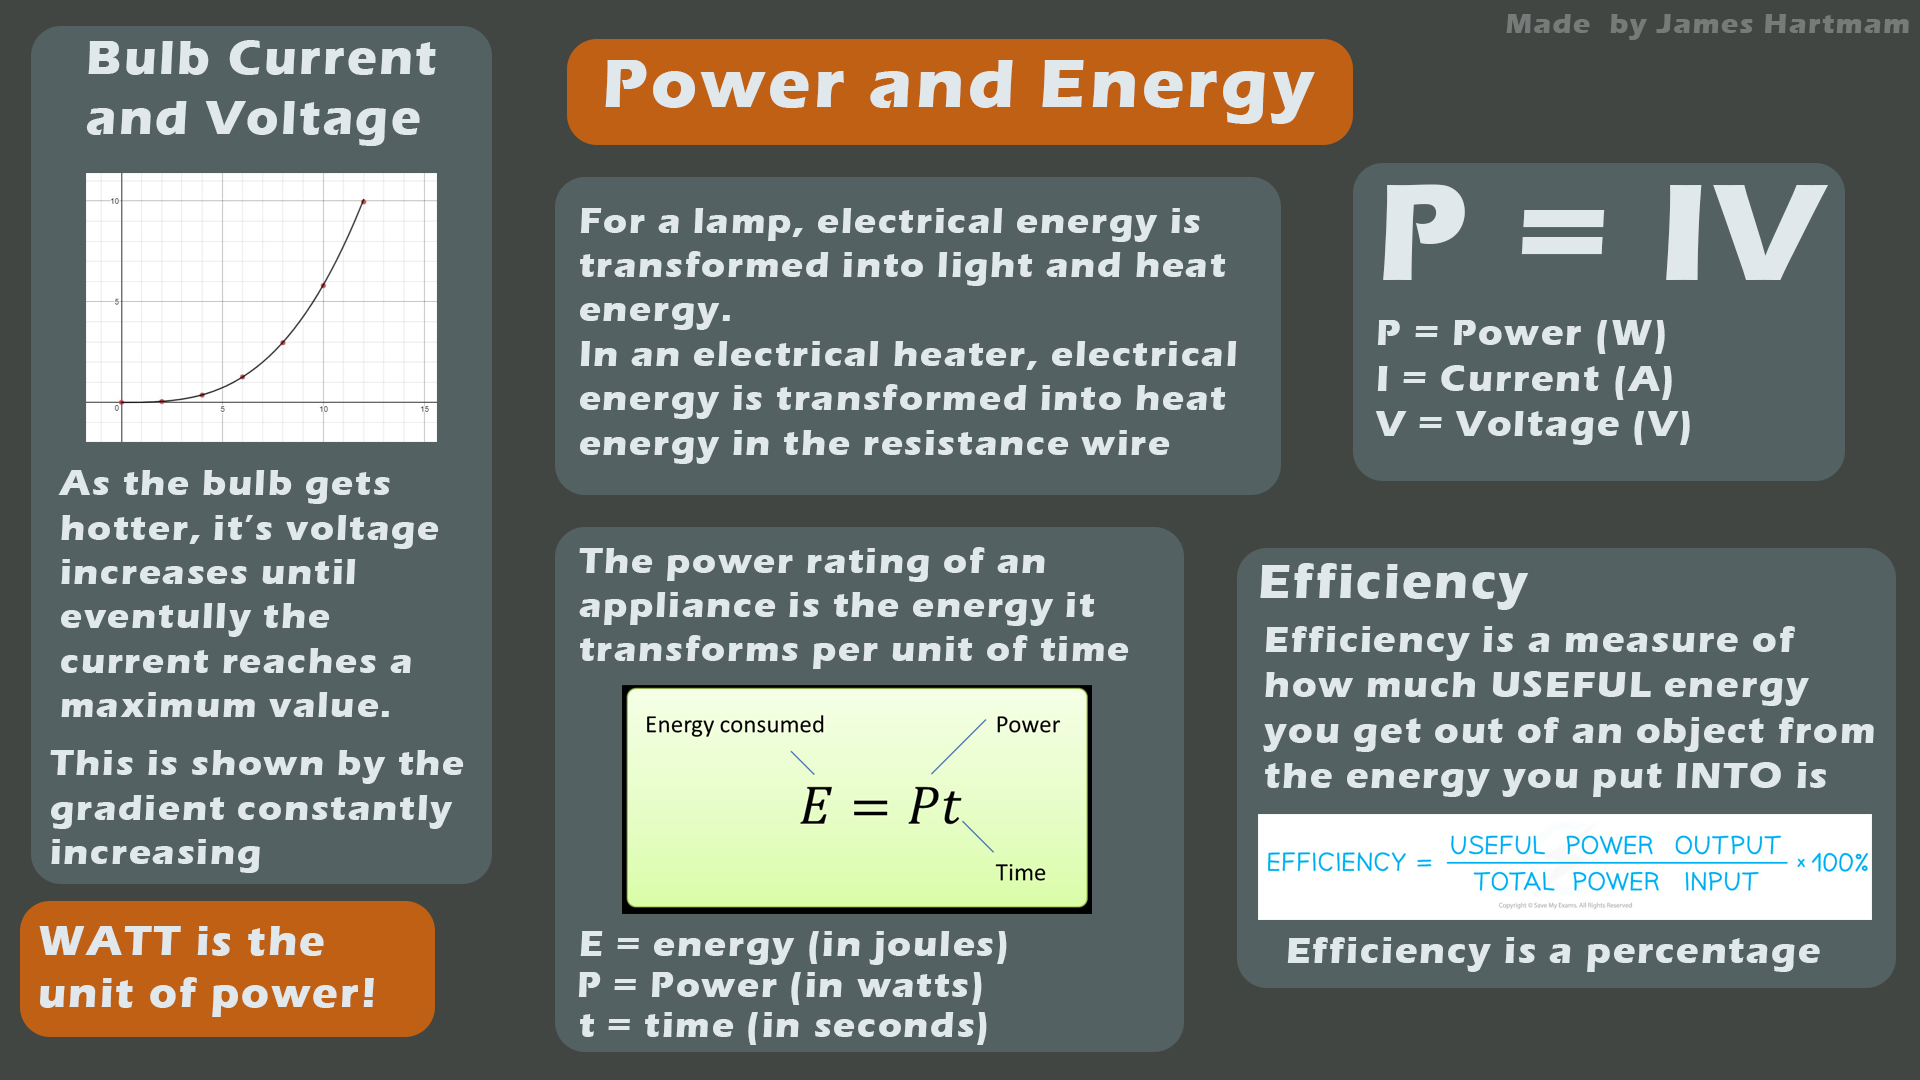 Made by James Hartmam
Power and Energy
Bulb Current
and Voltage
10
5
0
5
10
15
As the bulb gets
hotter, it's voltage
increases until
eventully the
current reaches a
maximum value.
This is shown by the
gradient constantly
increasing
WATT is the
unit of power!
For a lamp, electrical energy is
transformed into light and heat
energy.
In an electrical heater, electrical
energy is transformed into heat
energy in the resistance wire
The power rating of an
appliance is the energy it
transforms per unit of time
Energy consumed
Power
E = Pt
Time
E = energy (in joules)
P = Power (in watts)
t = time (in seconds)
P = IV
P = Power (W)
I = Current (A)
V = Voltage (V)
Efficiency
Efficiency is a measure of
how much USEFUL energy
you get out of an object from
the energy you put INTO is
EFFICIENCY = USEFUL POWER OUTPUT
TOTAL POWER INPUT
× 100%
Copyright © Save My Exams. All Rights Reserved
Efficiency is a percentage